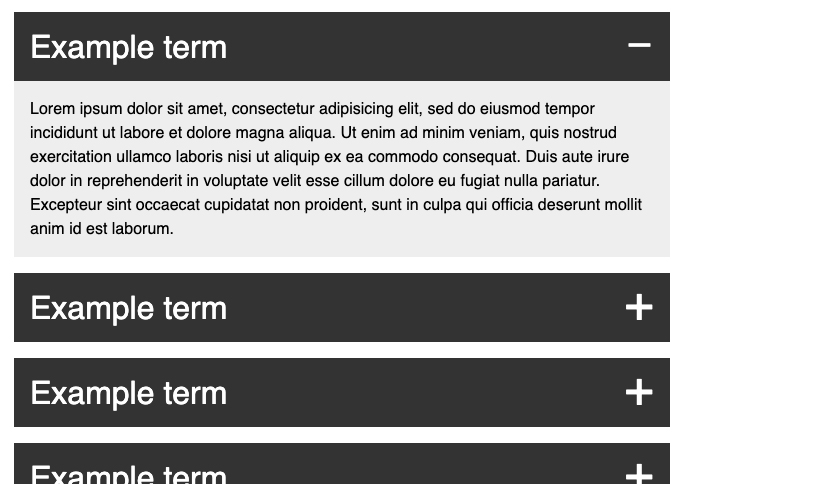 Example term
Lorem ipsum dolor sit amet, consectetur adipisicing elit, sed do eiusmod tempor
incididunt ut labore et dolore magna aliqua. Ut enim ad minim veniam, quis nostrud
exercitation ullamco laboris nisi ut aliquip ex ea commodo consequat. Duis aute irure
dolor in reprehenderit in voluptate velit esse cillum dolore eu fugiat nulla pariatur.
Excepteur sint occaecat cupidatat non proident, sunt in culpa qui officia deserunt mollit
anim id est laborum.
Example term
Example term
Example term